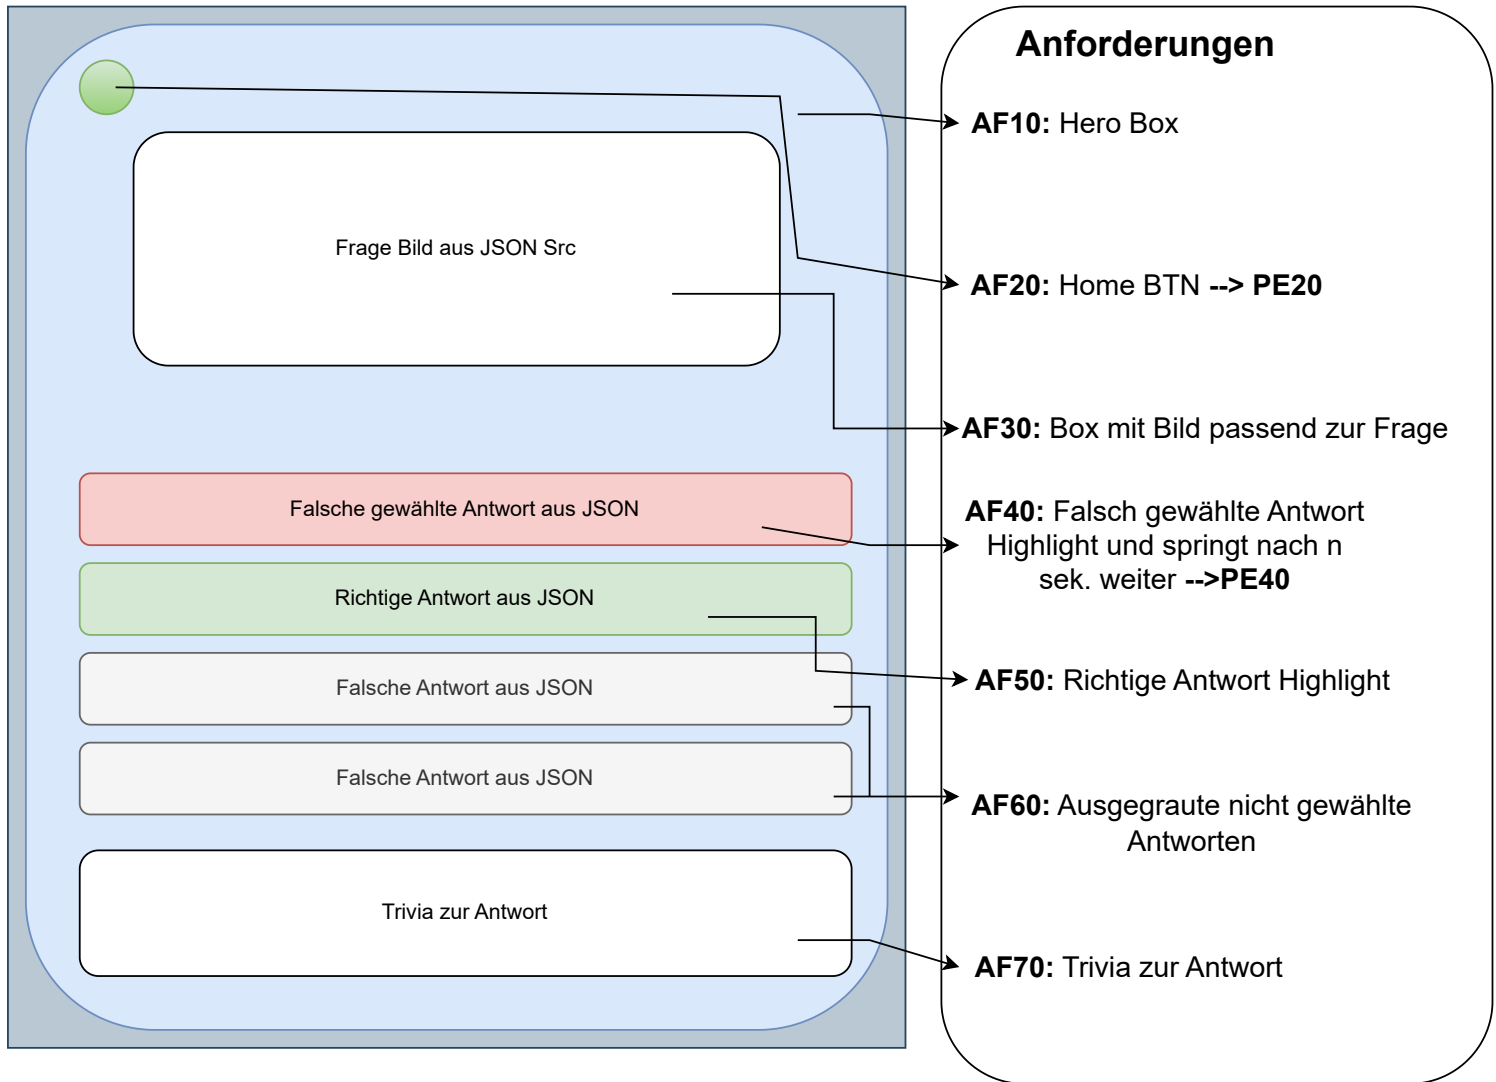 Anforderungen
Frage Bild aus JSON Src
Falsche gewählte Antwort aus JSON
Richtige Antwort aus JSON
Falsche Antwort aus JSON
Falsche Antwort aus JSON
Trivia zur Antwort
AF10: Hero Box
AF20: Home BTN --> PE20
AF30: Box mit Bild passend zur Frage
AF40: Falsch gewählte Antwort
Highlight und springt nach n
sek. weiter -->PE40
AF50: Richtige Antwort Highlight
AF60: Ausgegraute nicht gewählte
Antworten
AF70: Trivia zur Antwort